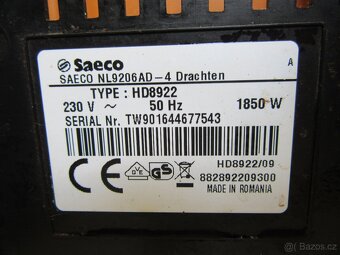 Saeco
SAECO NL9206AD-4 Drachten A
TYPE : HD8922
230 V ~ 50 Hz 1850 W
SERIAL Nr. TW901644677543
HD8922/09
882892209300
MADE IN ROMANIA
bazos.cz